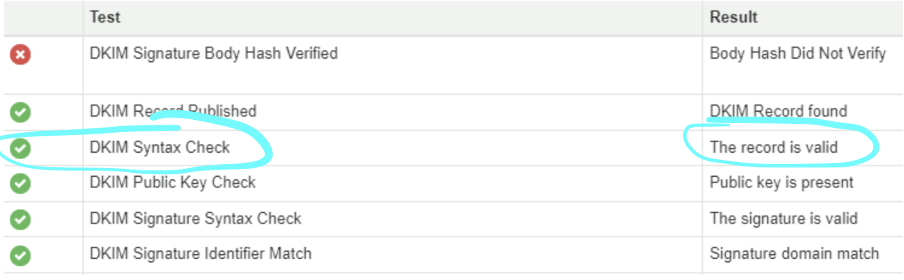 Test Result
DKIM Signature Body Hash Verified Body Hash Did Not Verify
DKIM Record Published DKIM Record found
DKIM Syntax Check The record is valid
DKIM Public Key Check Public key is present
DKIM Signature Syntax Check The signature is valid
DKIM Signature Identifier Match Signature domain match